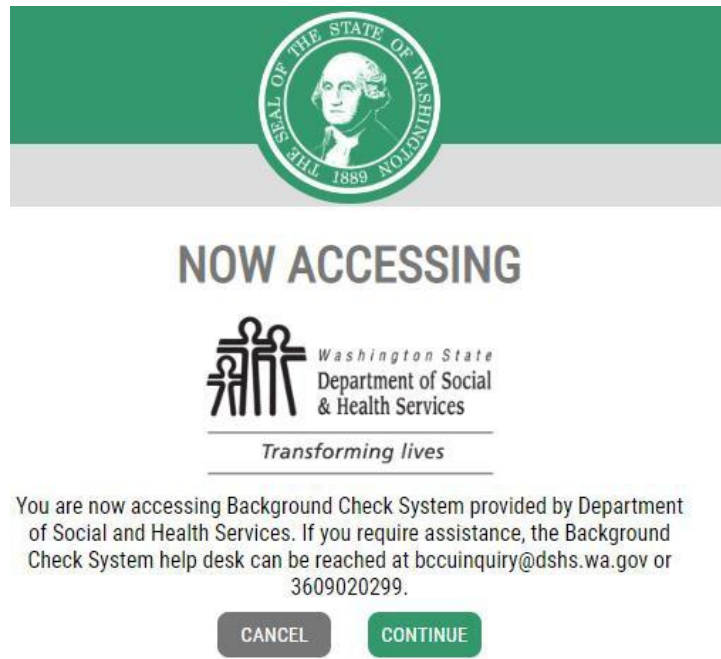 THE SEAL OF THE STATE OF WASHINGTON
1889
NOW ACCESSING
Washington State
Department of Social
& Health Services
Transforming lives
You are now accessing Background Check System provided by Department
of Social and Health Services. If you require assistance, the Background
Check System help desk can be reached at bccuinquiry@dshs.wa.gov or
3609020299.
CANCEL
CONTINUE